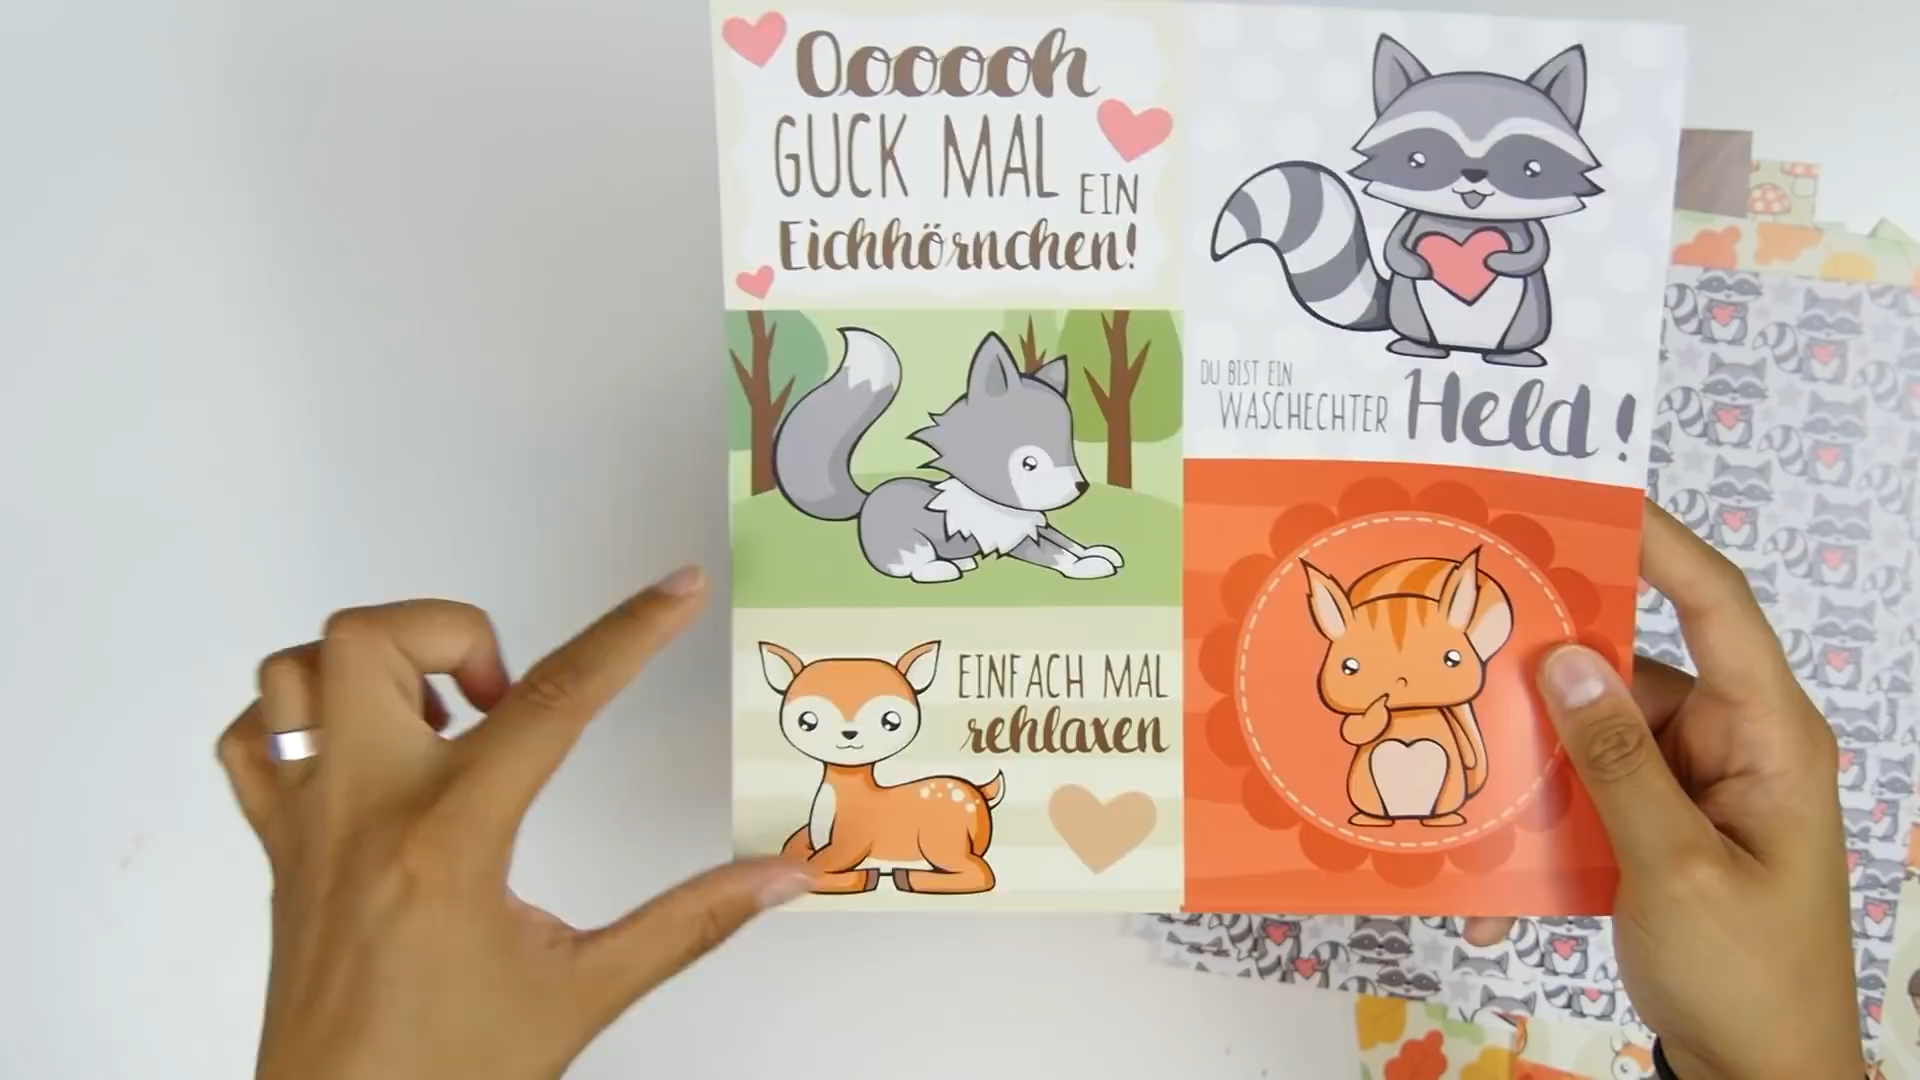 Oooooh
GUCK MAL EIN
Eichhörnchen!
DU BIST EIN
WASCHECHTER Held!
EINFACH MAL
rehlaxen